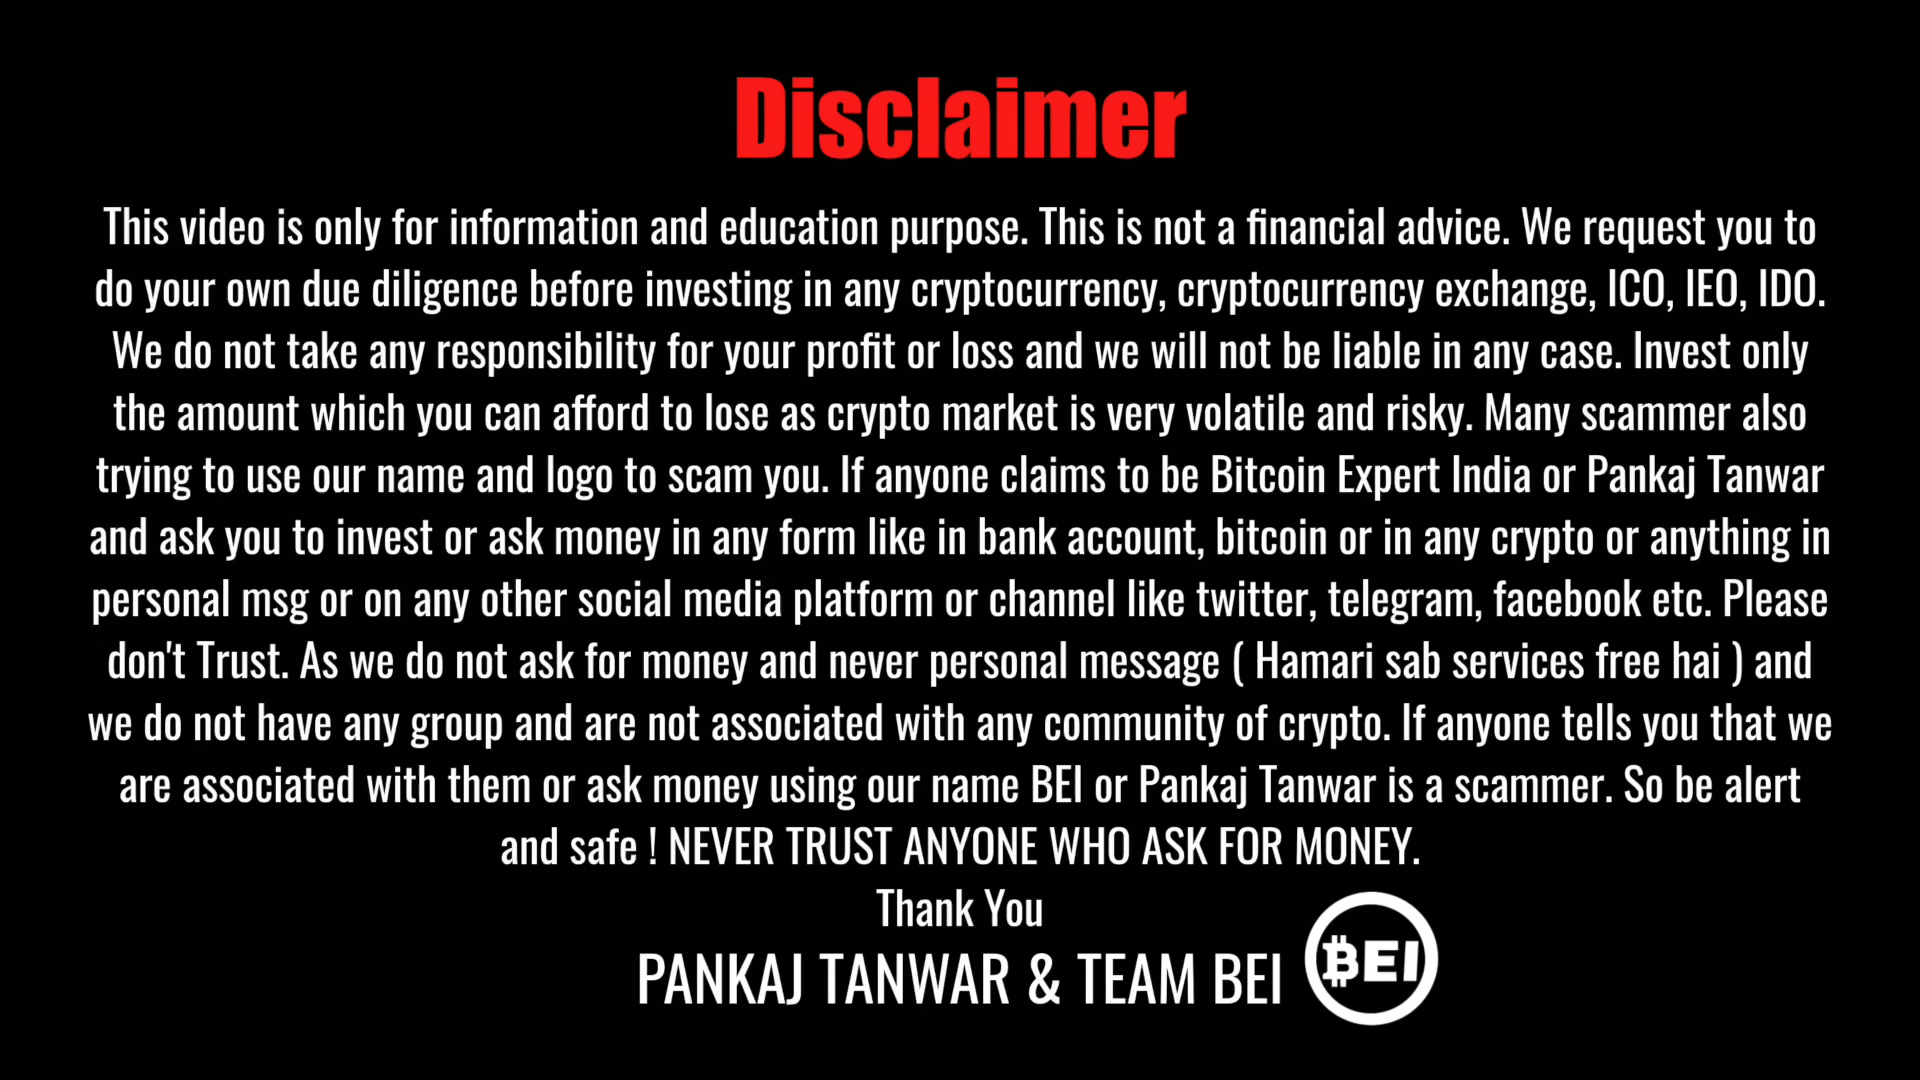 Disclaimer
This video is only for information and education purpose. This is not a financial advice. We request you to
do your own due diligence before investing in any cryptocurrency, cryptocurrency exchange, ICO, IEO, IDO.
We do not take any responsibility for your profit or loss and we will not be liable in any case. Invest only
the amount which you can afford to lose as crypto market is very volatile and risky. Many scammer also
trying to use our name and logo to scam you. If anyone claims to be Bitcoin Expert India or Pankaj Tanwar
and ask you to invest or ask money in any form like in bank account, bitcoin or in any crypto or anything in
personal msg or on any other social media platform or channel like twitter, telegram, facebook etc. Please
don't Trust. As we do not ask for money and never personal message ( Hamari sab services free hai ) and
we do not have any group and are not associated with any community of crypto. If anyone tells you that we
are associated with them or ask money using our name BEI or Pankaj Tanwar is a scammer. So be alert
and safe ! NEVER TRUST ANYONE WHO ASK FOR MONEY.
Thank You
PANKAJ TANWAR & TEAM BEI
BEI